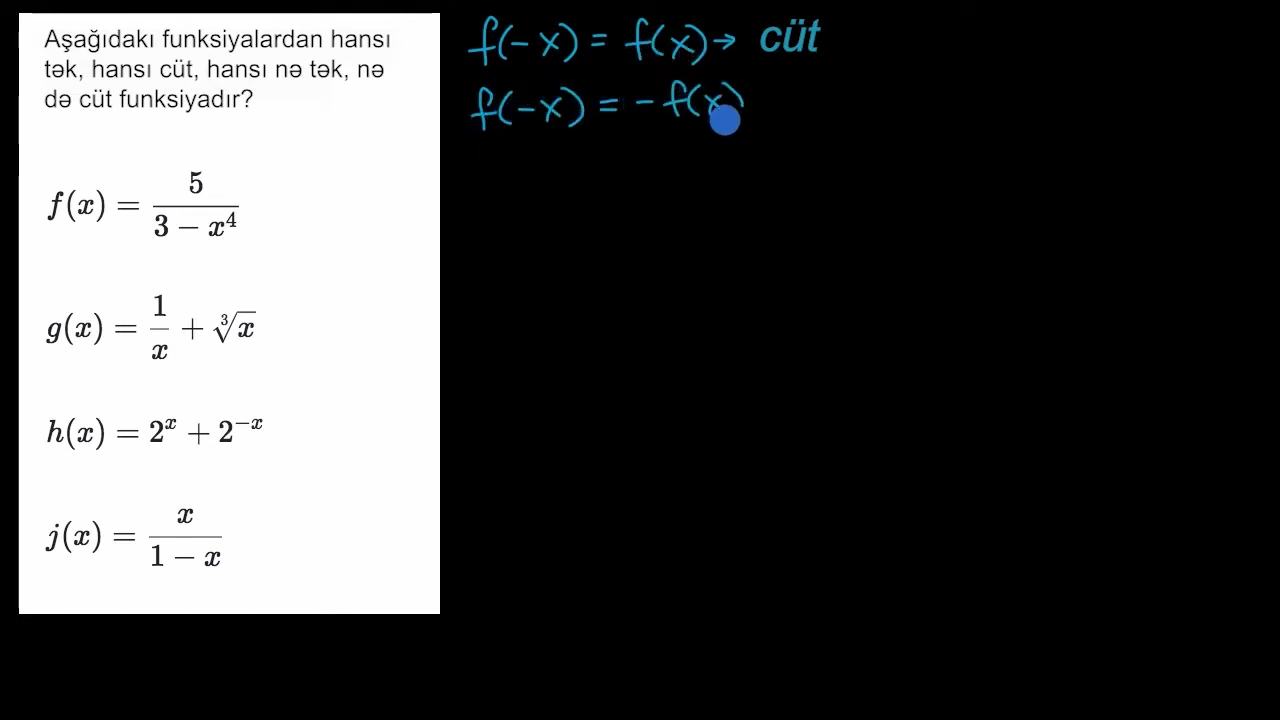 Aşağıdakı funksiyalardan hansı
tək, hansı cüt, hansı nə tək, nə
də cüt funksiyadır?
f(x) = 5 / (3 − x⁴)
g(x) = 1/x + ∛x
h(x) = 2ˣ + 2⁻ˣ
j(x) = x / (1 − x)
f(-x) = f(x) → cüt
f(-x) = -f(x)